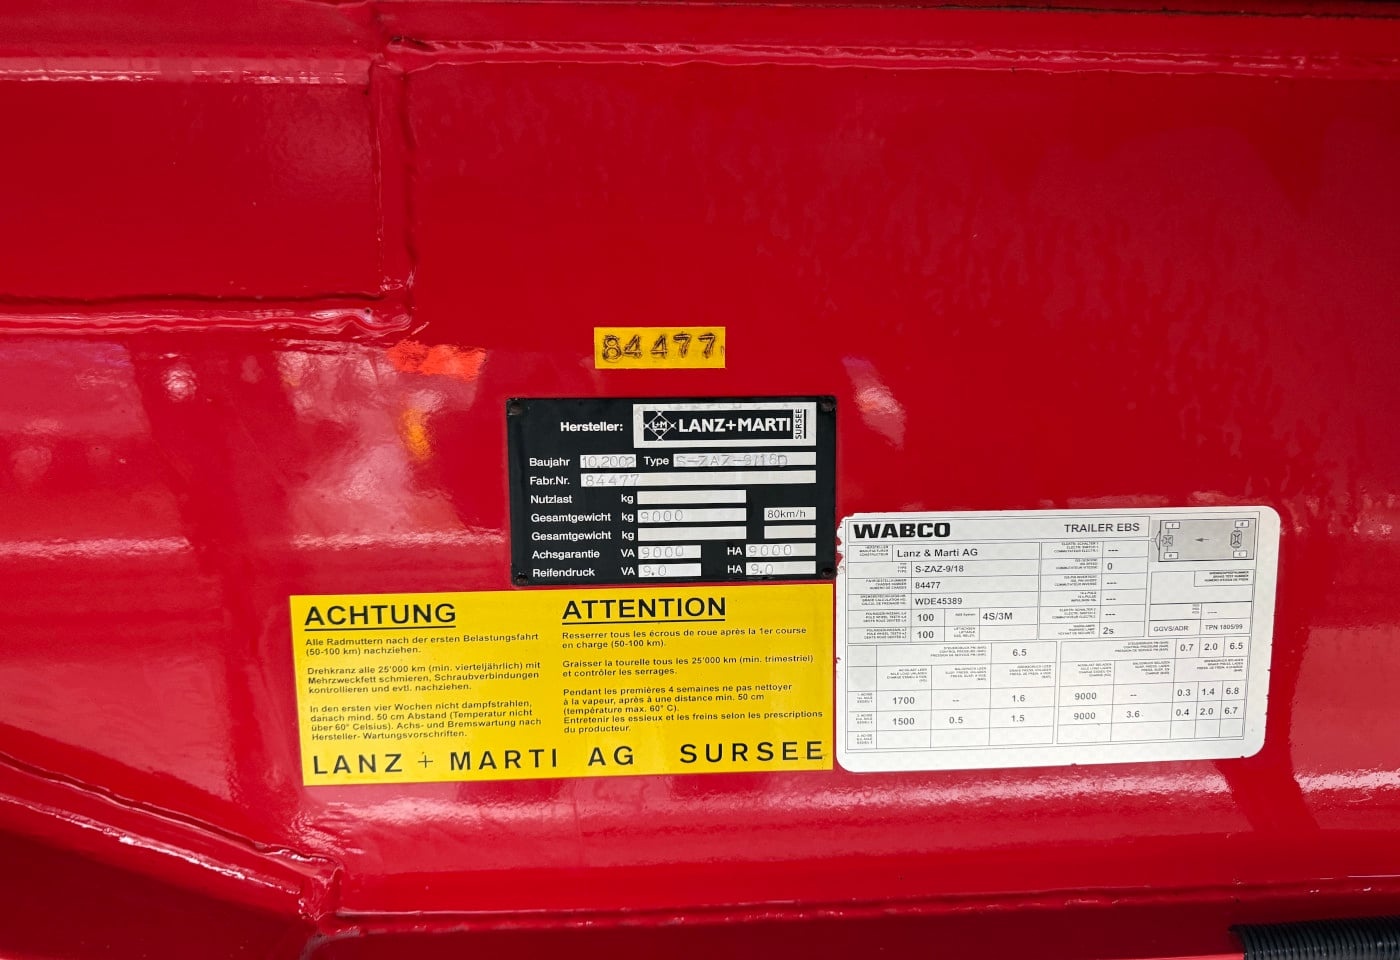 84477
Hersteller: L+M LANZ+MARTI SURSEE
Baujahr 10.2002 Type S-ZAZ-9/18D
Fabr.Nr. 84477
Nutzlast kg
Gesamtgewicht kg 9000 80km/h
Gesamtgewicht kg
Achsgarantie VA 9000 HA 9000
Reifendruck VA 9.0 HA 9.0
ACHTUNG
Alle Radmuttern nach der ersten Belastungsfahrt
(50-100 km) nachziehen.
Drehkranz alle 25'000 km (min. vierteljährlich) mit
Mehrzweckfett schmieren, Schraubverbindungen
kontrollieren und evtl. nachziehen.
In den ersten vier Wochen nicht dampfstrahlen,
danach mind. 50 cm Abstand (Temperatur nicht
über 60° Celsius). Achs- und Bremswartung nach
Hersteller- Wartungsvorschriften.
ATTENTION
Resserrer tous les écrous de roue après la 1er course
en charge (50-100 km).
Graisser la tourelle tous les 25'000 km (min. trimestriel)
et contrôler les serrages.
Pendant les premières 4 semaines ne pas nettoyer
à la vapeur, après à une distance min. 50 cm
(température max. 60° C).
Entretenir les essieux et les freins selon les prescriptions
du producteur.
LANZ + MARTI AG SURSEE
WABCO TRAILER EBS
Lanz & Marti AG ---
S-ZAZ-9/18 0
84477 ---
WDE45389 ---
100 4S/3M ---
100 2s GGVS/ADR TPN 1805/99
6.5 0.7 2.0 6.5
1700 -- 1.6 9000 -- 0.3 1.4 6.8
1500 0.5 1.5 9000 3.6 0.4 2.0 6.7